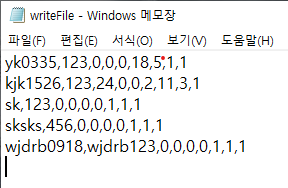 writeFile - Windows 메모장
파일(F) 편집(E) 서식(O) 보기(V) 도움말(H)
yk0335,123,0,0,0,18,5,1,1
kjk1526,123,24,0,0,2,11,3,1
sk,123,0,0,0,0,1,1,1
sksks,456,0,0,0,0,1,1,1
wjdrb0918,wjdrb123,0,0,0,0,1,1,1